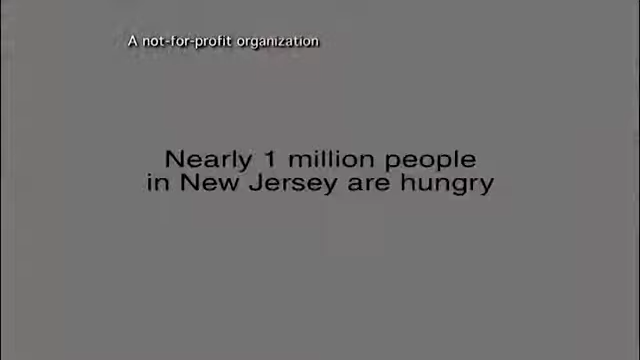 A not-for-profit organization
Nearly 1 million people
in New Jersey are hungry